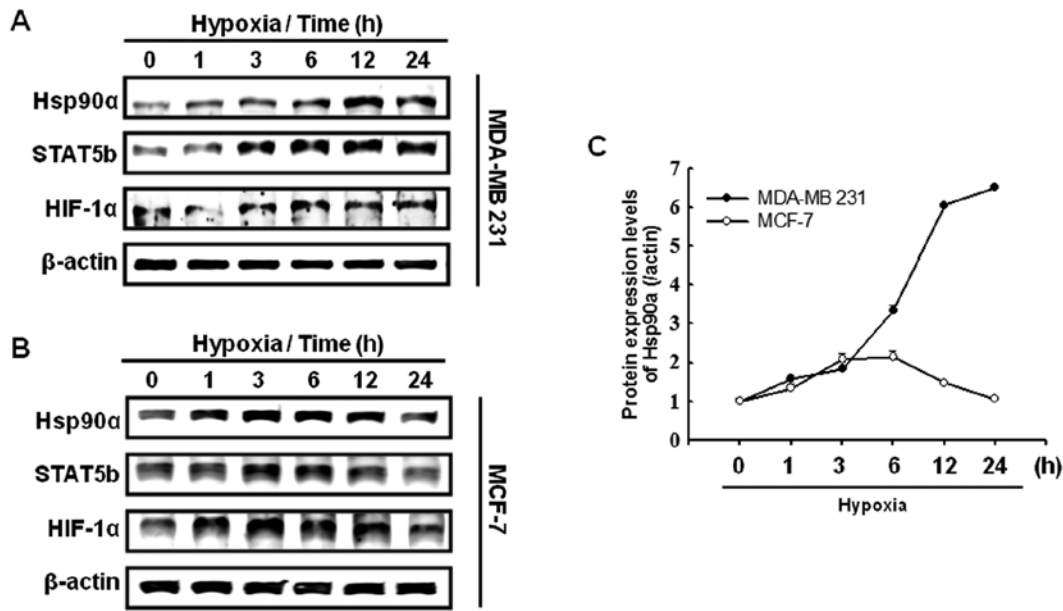 A
Hypoxia / Time (h)
0 1 3 6 12 24
Hsp90α
STAT5b
HIF-1α
β-actin
MDA-MB 231
B
Hypoxia / Time (h)
0 1 3 6 12 24
Hsp90α
STAT5b
HIF-1α
β-actin
MCF-7
C
Protein expression levels
of Hsp90a (/actin)
7
6
5
4
3
2
1
0
MDA-MB 231
MCF-7
0 1 3 6 12 24 (h)
Hypoxia